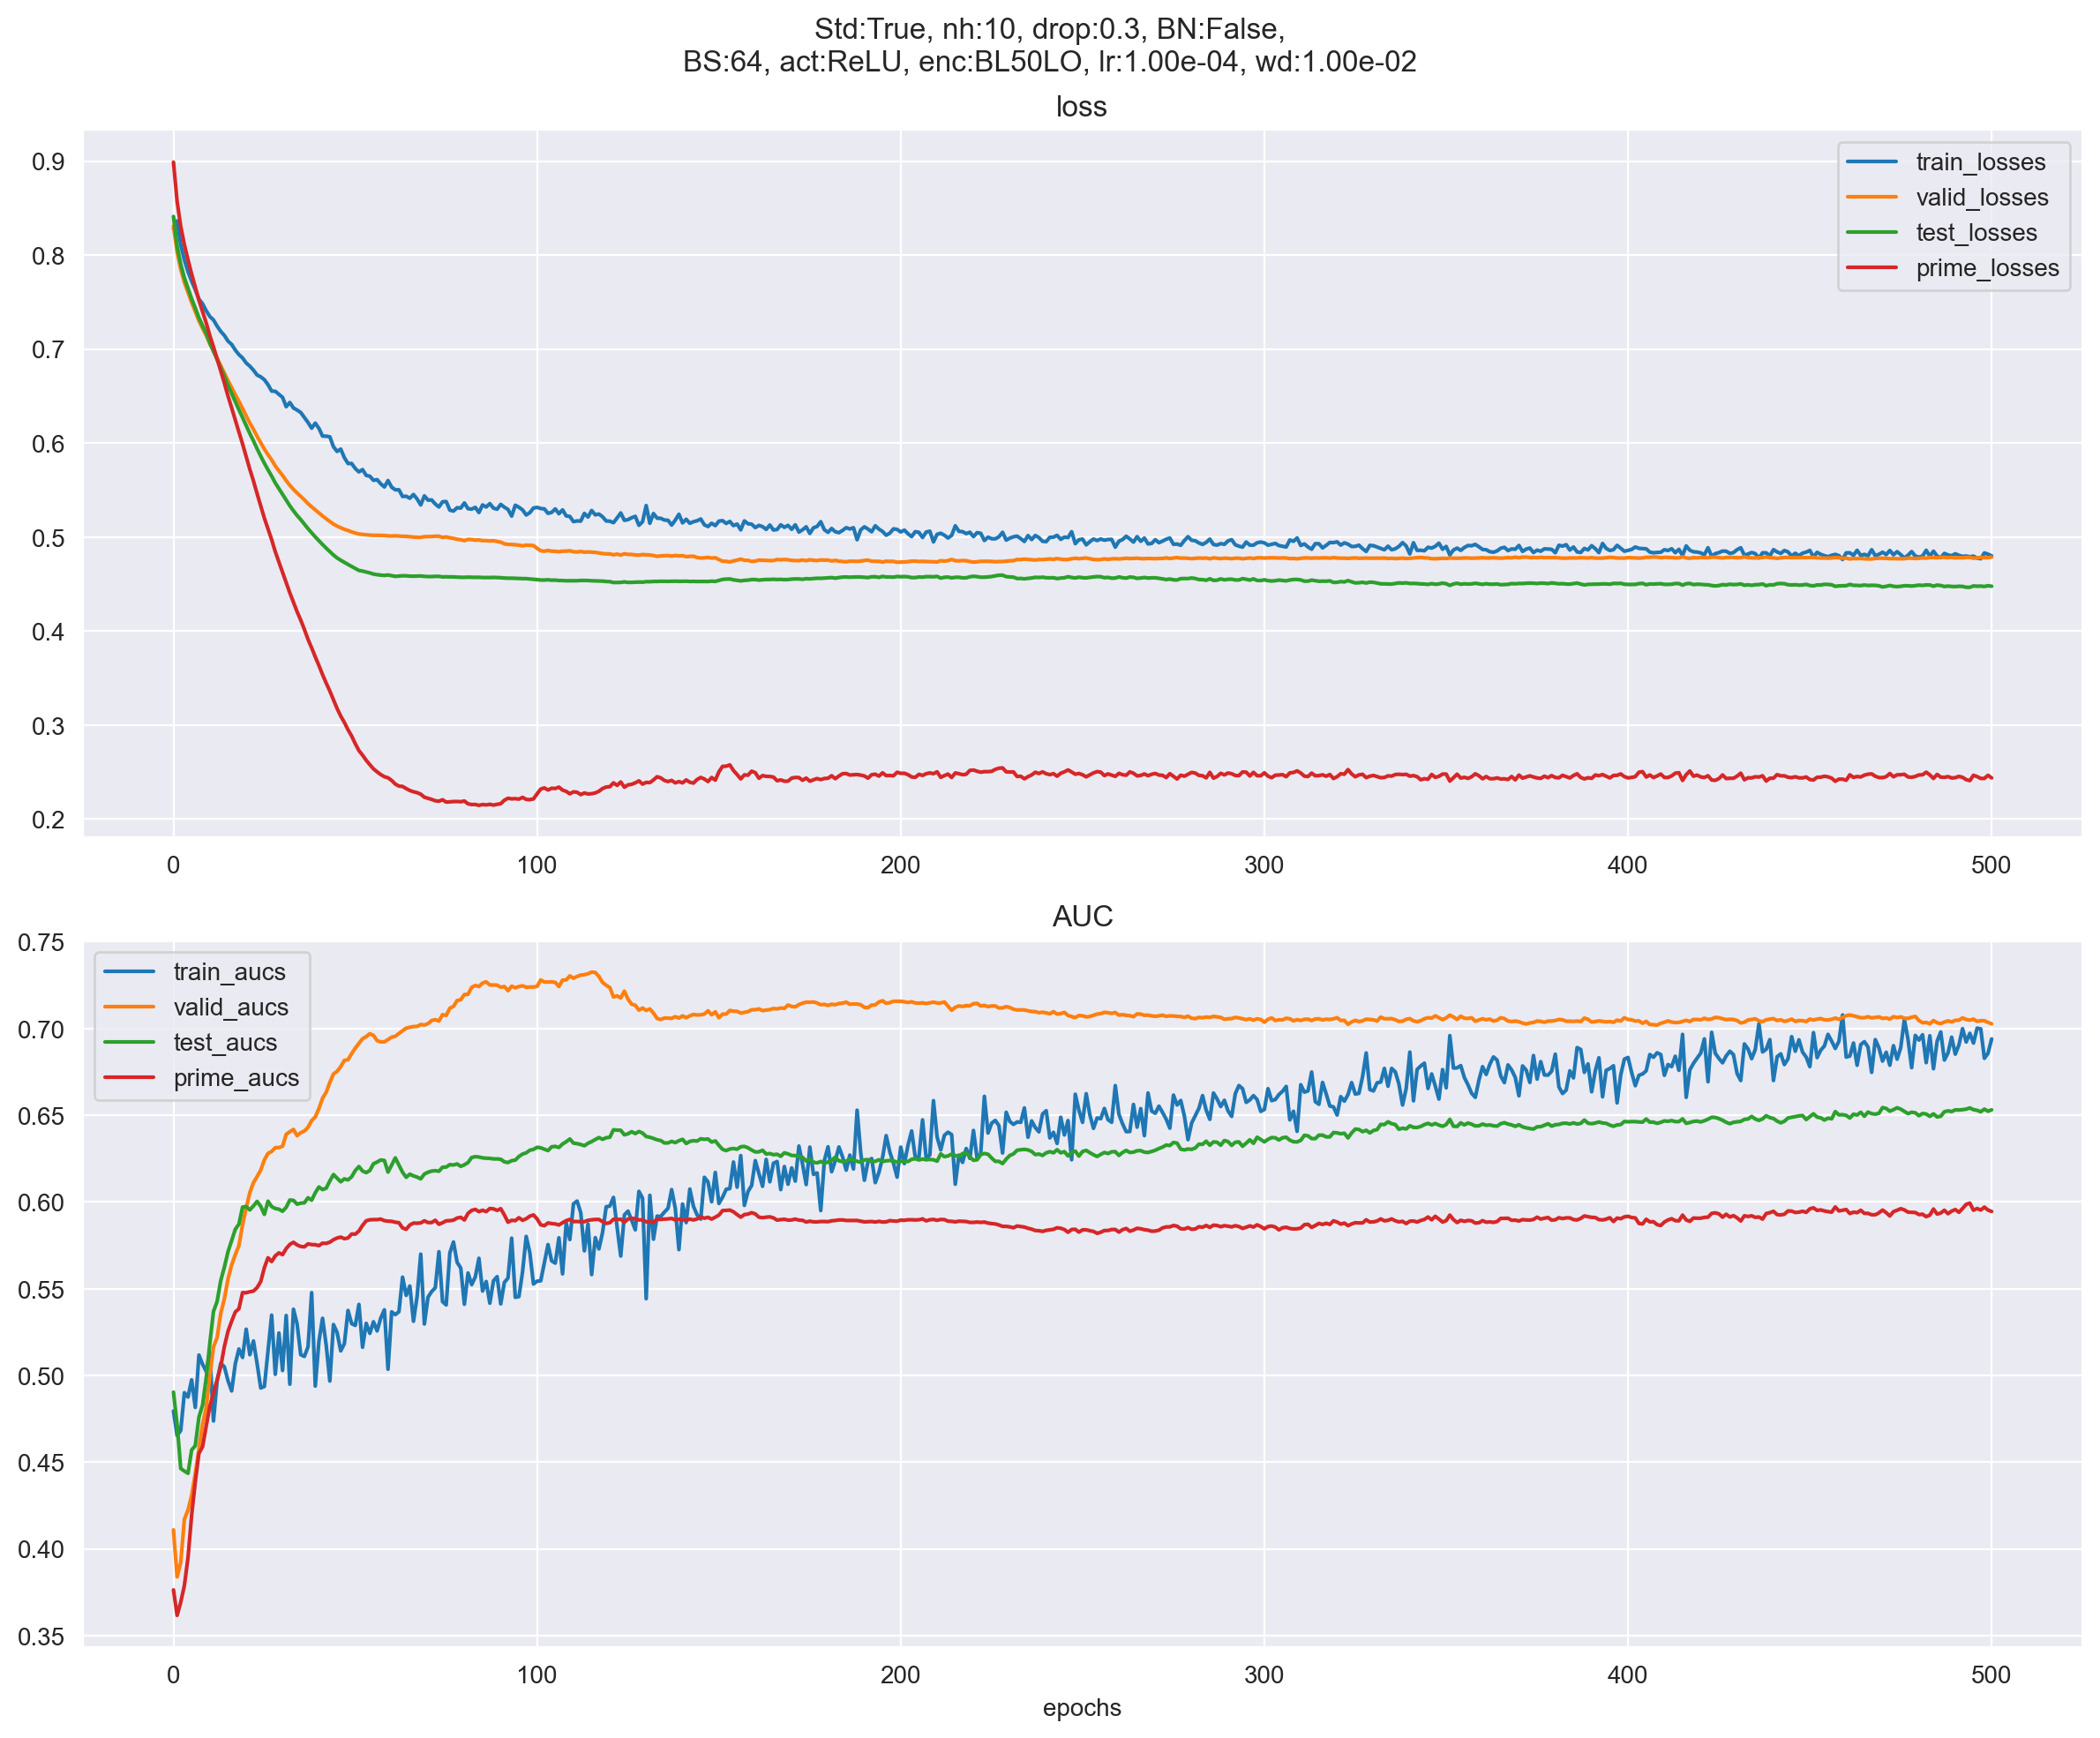 Std:True, nh:10, drop:0.3, BN:False,
BS:64, act:ReLU, enc:BL50LO, lr:1.00e-04, wd:1.00e-02
loss
0.9
0.8
0.7
0.6
0.5
0.4
0.3
0.2
train_losses
valid_losses
test_losses
prime_losses
0 100 200 300 400 500
AUC
0.75
0.70
0.65
0.60
0.55
0.50
0.45
0.40
0.35
train_aucs
valid_aucs
test_aucs
prime_aucs
0 100 200 300 400 500
epochs